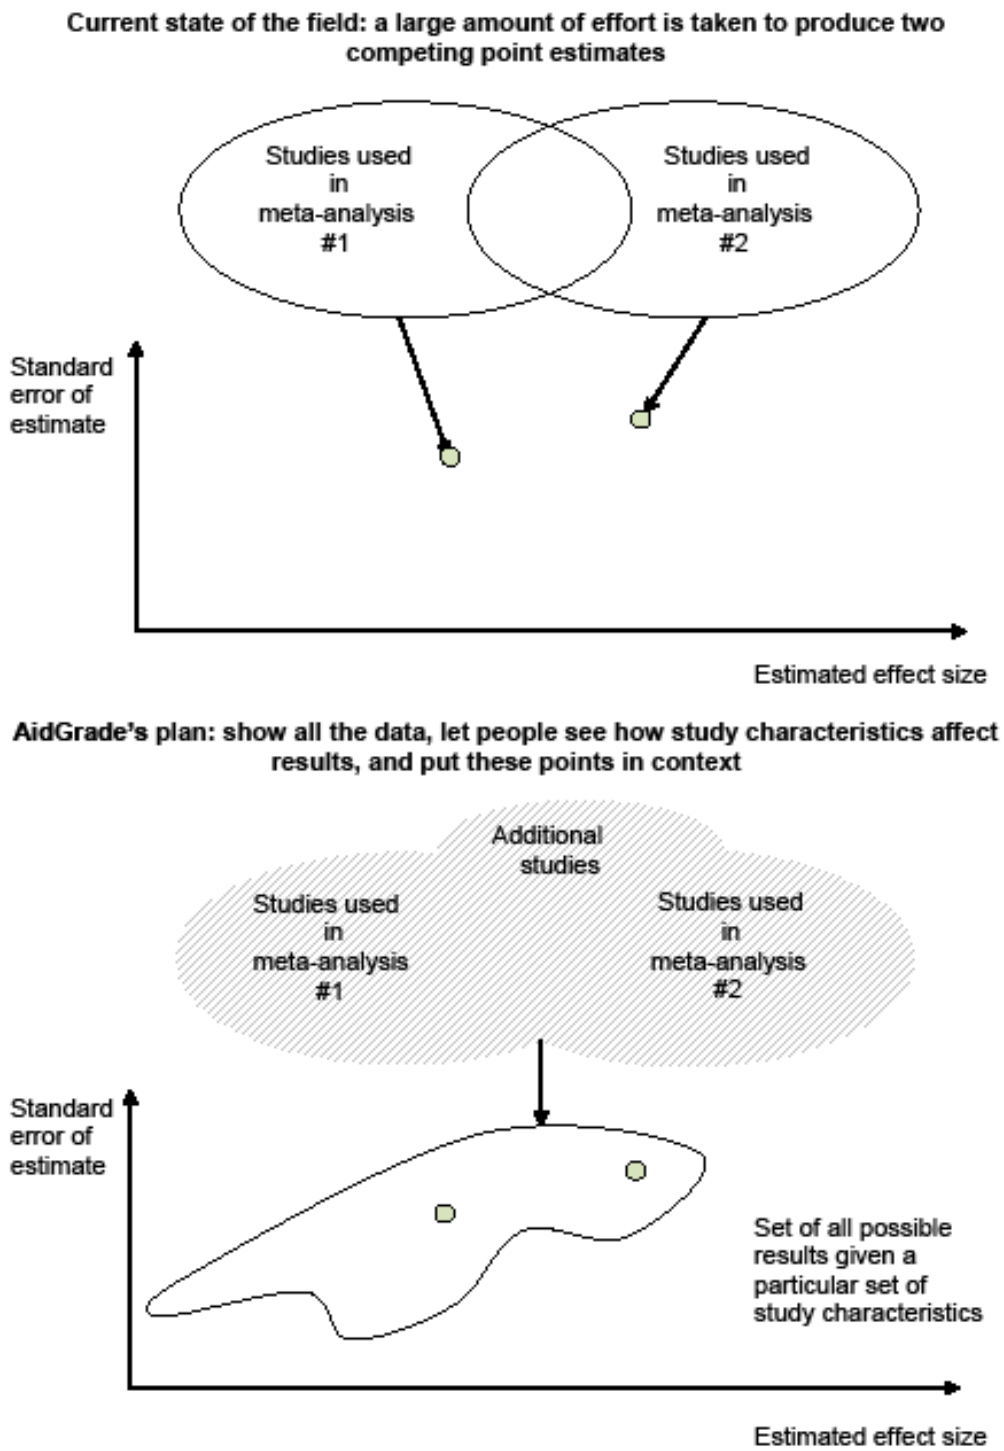 Current state of the field: a large amount of effort is taken to produce two
competing point estimates
Studies used
in
meta-analysis
#1
Studies used
in
meta-analysis
#2
Standard
error of
estimate
Estimated effect size
AidGrade's plan: show all the data, let people see how study characteristics affect
results, and put these points in context
Additional
studies
Studies used
in
meta-analysis
#1
Studies used
in
meta-analysis
#2
Standard
error of
estimate
Set of all possible
results given a
particular set of
study characteristics
Estimated effect size